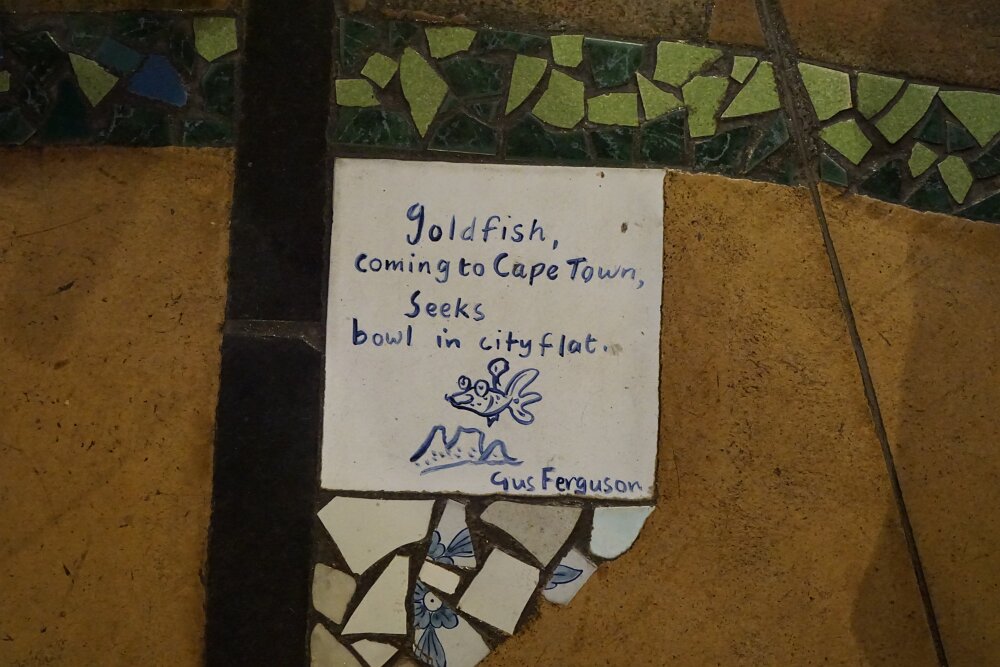 goldfish,
coming to Cape Town,
Seeks
bowl in city flat.
Gus Ferguson